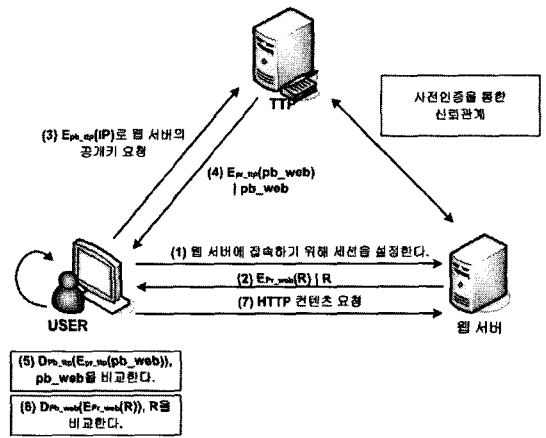 TTP
사전인증을 통한
신뢰관계
(3) Epb_ttp(IP)로 웹 서버의
공개키 요청
(4) Epr_ttp(pb_web)
| pb_web
(1) 웹 서버에 접속하기 위해 세션을 설정한다.
(2) EPr_web(R) | R
(7) HTTP 컨텐츠 요청
USER
웹 서버
(5) DPb_ttp(Epr_ttp(pb_web)),
pb_web을 비교한다.
(6) DPb_web(EPr_web(R)), R을
비교한다.